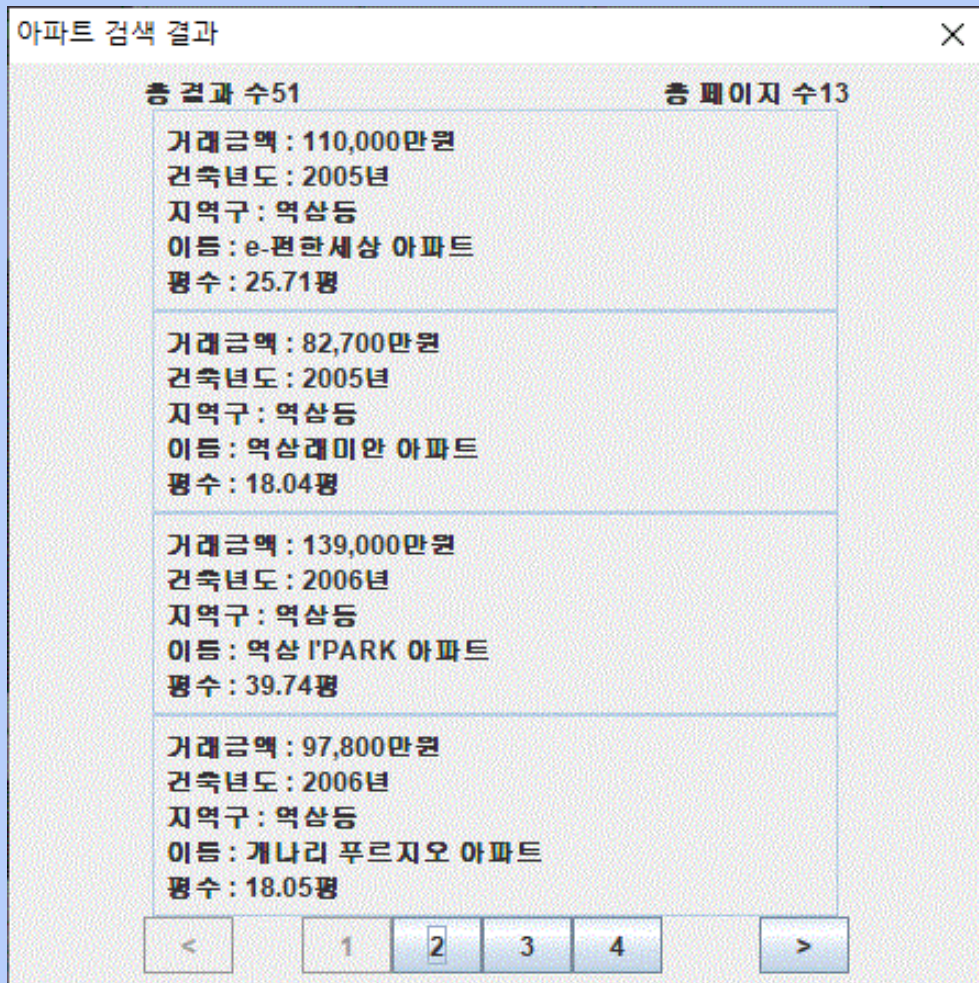 아파트 검색 결과
총 결과 수51 총 페이지 수13
거래금액 : 110,000만원
건축년도 : 2005년
지역구 : 역삼동
이름 : e-편한세상 아파트
평수 : 25.71평
거래금액 : 82,700만원
건축년도 : 2005년
지역구 : 역삼동
이름 : 역삼래미안 아파트
평수 : 18.04평
거래금액 : 139,000만원
건축년도 : 2006년
지역구 : 역삼동
이름 : 역삼 I'PARK 아파트
평수 : 39.74평
거래금액 : 97,800만원
건축년도 : 2006년
지역구 : 역삼동
이름 : 개나리 푸르지오 아파트
평수 : 18.05평
< 1 2 3 4 >